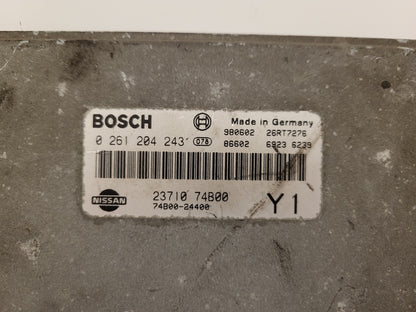 BOSCH Made in Germany
0 261 204 243 078 980602 26RT7276
86602 6923 6239
NISSAN 23710 74B00 Y1
74B00-24400